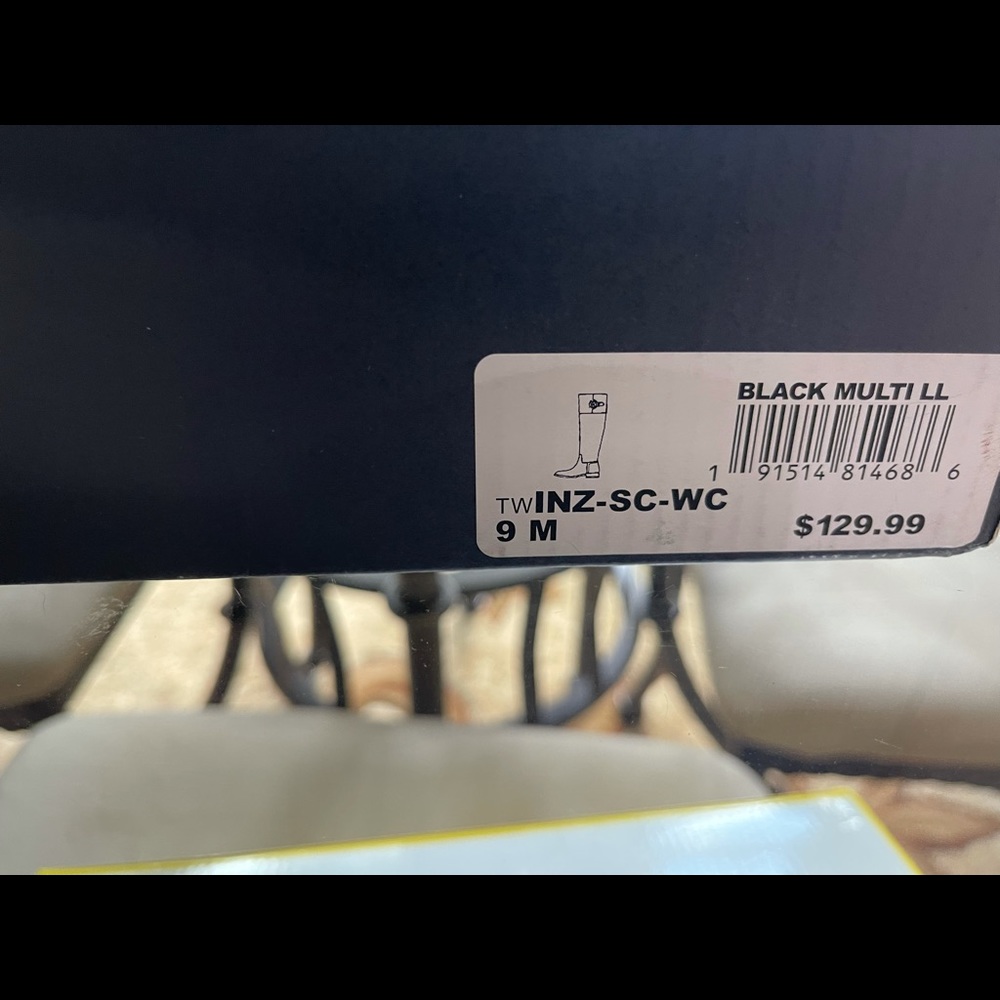 BLACK MULTI LL
1 91514 81468 6
TWINZ-SC-WC
9 M
$129.99